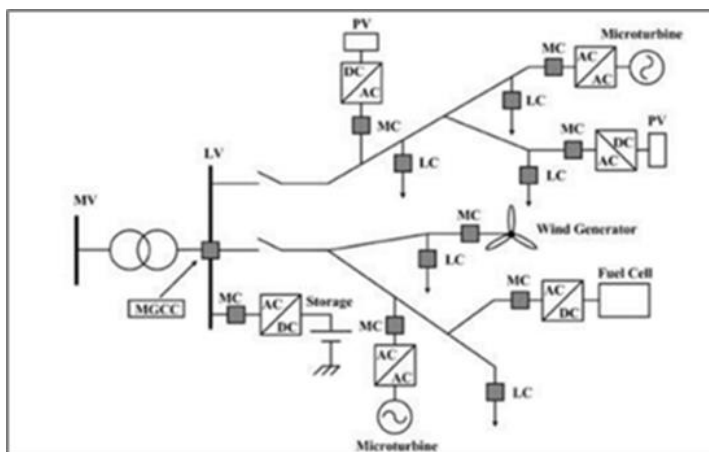 PV
Microturbine
MC
AC
AC
DC
AC
LC
PV
MC
MC
DC
AC
LV
LC
LC
MV
MC
Wind Generator
LC
Fuel Cell
MGCC
MC
AC
DC
Storage
MC
AC
DC
MC
AC
AC
LC
Microturbine